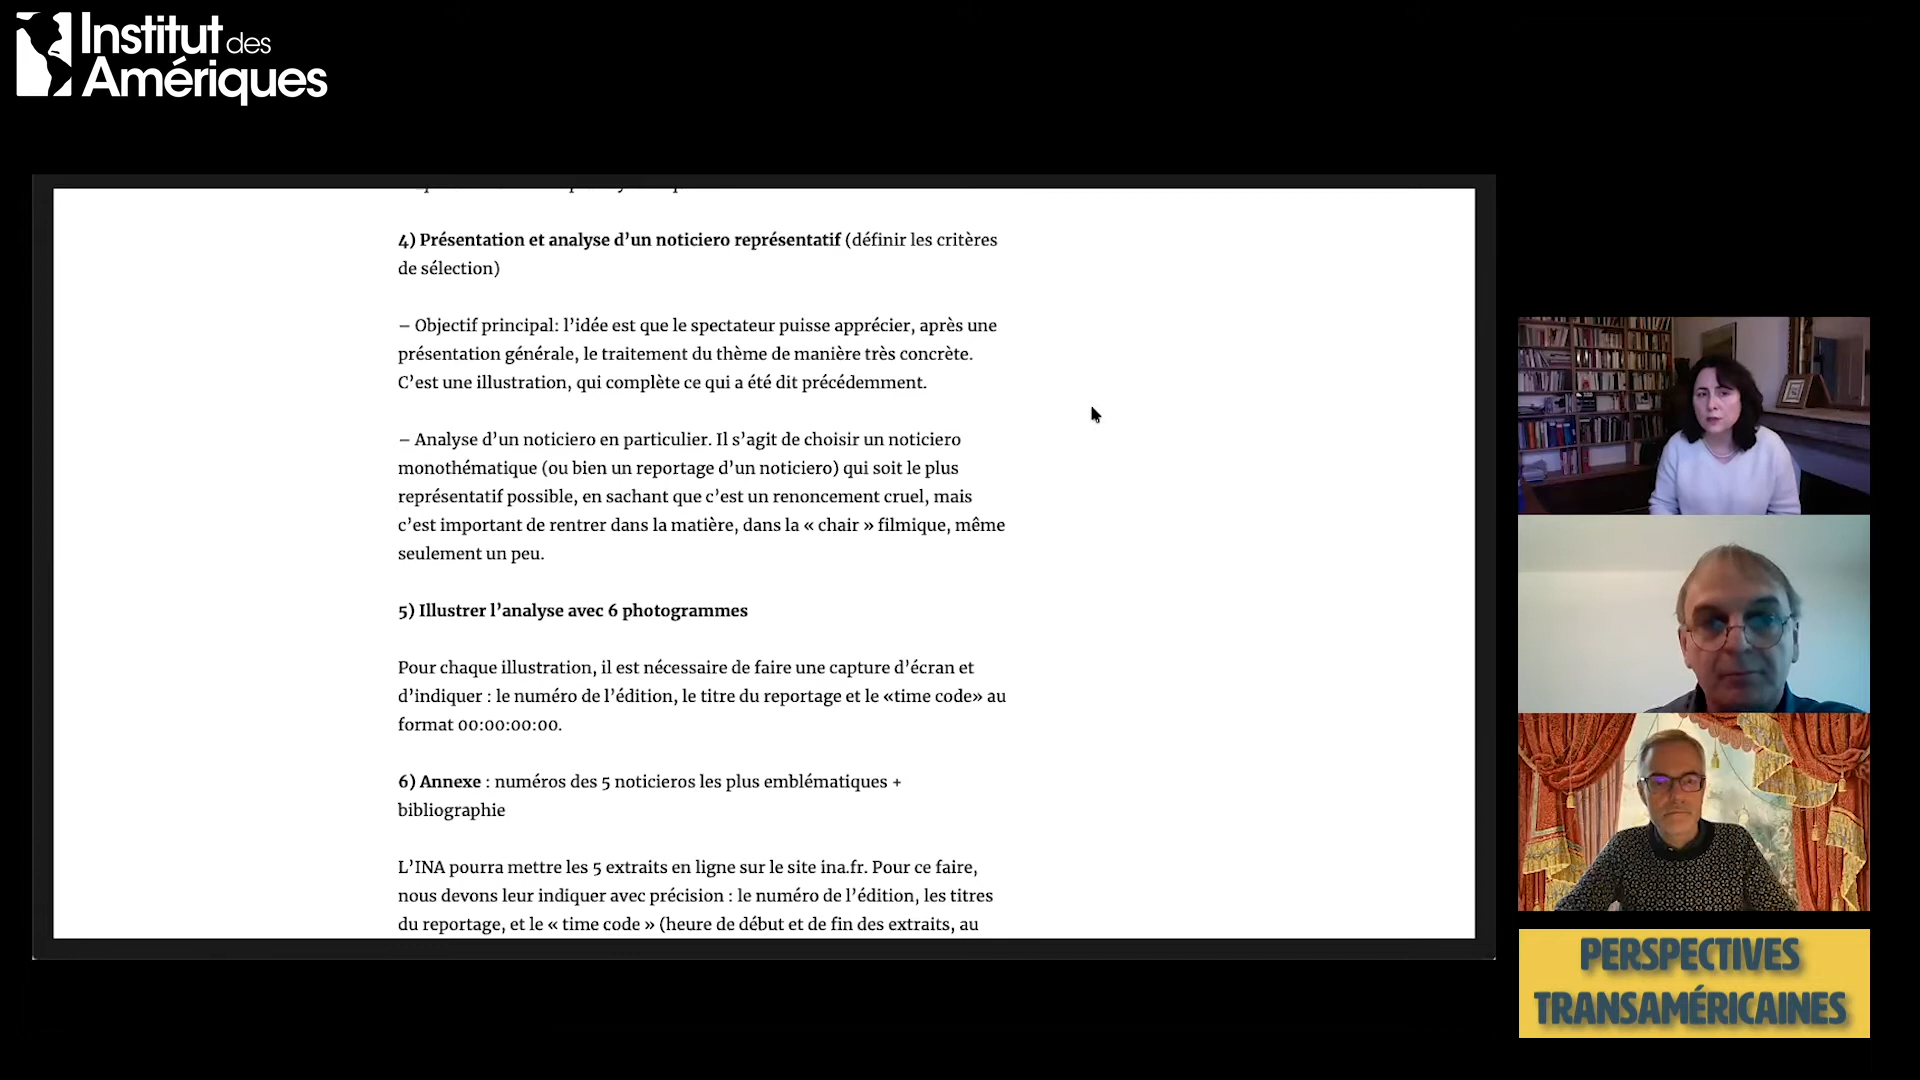 Institut des
Amériques
4) Présentation et analyse d’un noticiero représentatif (définir les critères
de sélection)
– Objectif principal: l’idée est que le spectateur puisse apprécier, après une
présentation générale, le traitement du thème de manière très concrète.
C’est une illustration, qui complète ce qui a été dit précédemment.
– Analyse d’un noticiero en particulier. Il s’agit de choisir un noticiero
monothématique (ou bien un reportage d’un noticiero) qui soit le plus
représentatif possible, en sachant que c’est un renoncement cruel, mais
c’est important de rentrer dans la matière, dans la « chair » filmique, même
seulement un peu.
5) Illustrer l’analyse avec 6 photogrammes
Pour chaque illustration, il est nécessaire de faire une capture d’écran et
d’indiquer : le numéro de l’édition, le titre du reportage et le «time code» au
format 00:00:00:00.
6) Annexe : numéros des 5 noticieros les plus emblématiques +
bibliographie
L’INA pourra mettre les 5 extraits en ligne sur le site ina.fr. Pour ce faire,
nous devons leur indiquer avec précision : le numéro de l’édition, les titres
du reportage, et le « time code » (heure de début et de fin des extraits, au
PERSPECTIVES
TRANSAMÉRICAINES